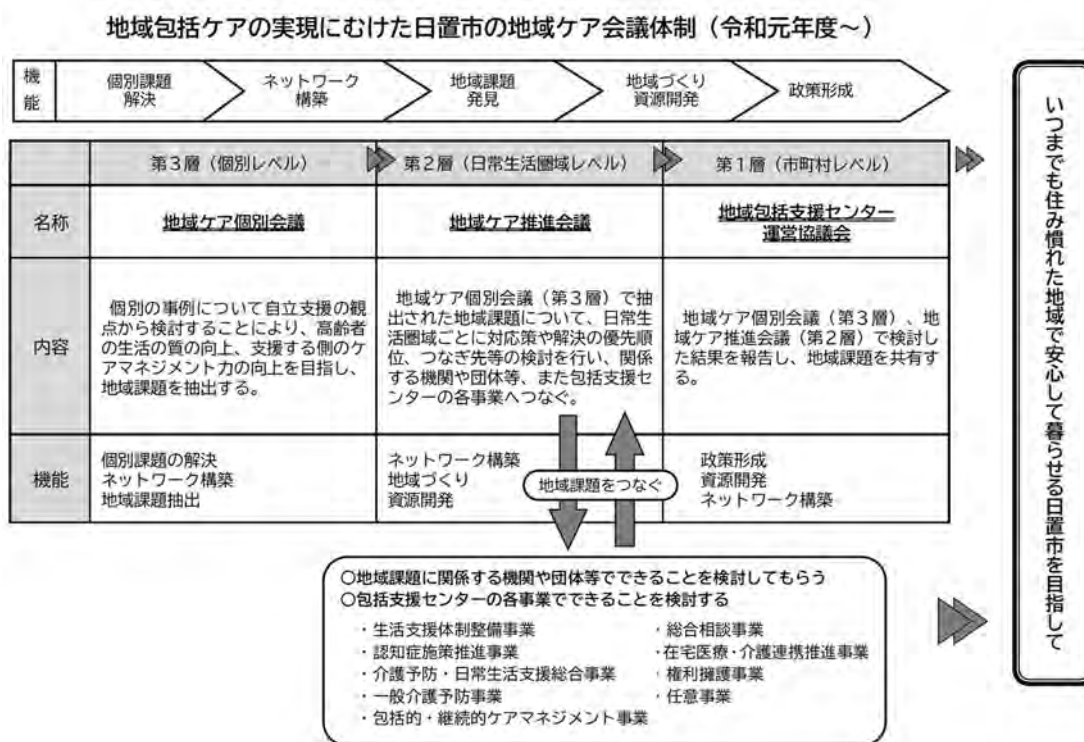 地域包括ケアの実現にむけた日置市の地域ケア会議体制（令和元年度～）
機
能
個別課題
解決
ネットワーク
構築
地域課題
発見
地域づくり
資源開発
政策形成
第３層（個別レベル）
第２層（日常生活圏域レベル）
第１層（市町村レベル）
名称
地域ケア個別会議
地域ケア推進会議
地域包括支援センター
運営協議会
内容
個別の事例について自立支援の観
点から検討することにより、高齢者
の生活の質の向上、支援する側のケ
アマネジメント力の向上を目指し、
地域課題を抽出する。
地域ケア個別会議（第３層）で抽
出された地域課題について、日常生
活圏域ごとに対応策や解決の優先順
位、つなぎ先等の検討を行い、関係
する機関や団体等、また包括支援セ
ンターの各事業へつなぐ。
地域ケア個別会議（第３層）、地
域ケア推進会議（第２層）で検討し
た結果を報告し、地域課題を共有す
る。
機能
個別課題の解決
ネットワーク構築
地域課題抽出
ネットワーク構築
地域づくり
資源開発
地域課題をつなぐ
政策形成
資源開発
ネットワーク構築
〇地域課題に関係する機関や団体等でできることを検討してもらう
〇包括支援センターの各事業でできることを検討する
・生活支援体制整備事業
・認知症施策推進事業
・介護予防・日常生活支援総合事業
・一般介護予防事業
・包括的・継続的ケアマネジメント事業
・総合相談事業
・在宅医療・介護連携推進事業
・権利擁護事業
・任意事業
いつまでも住み慣れた地域で安心して暮らせる日置市を目指して